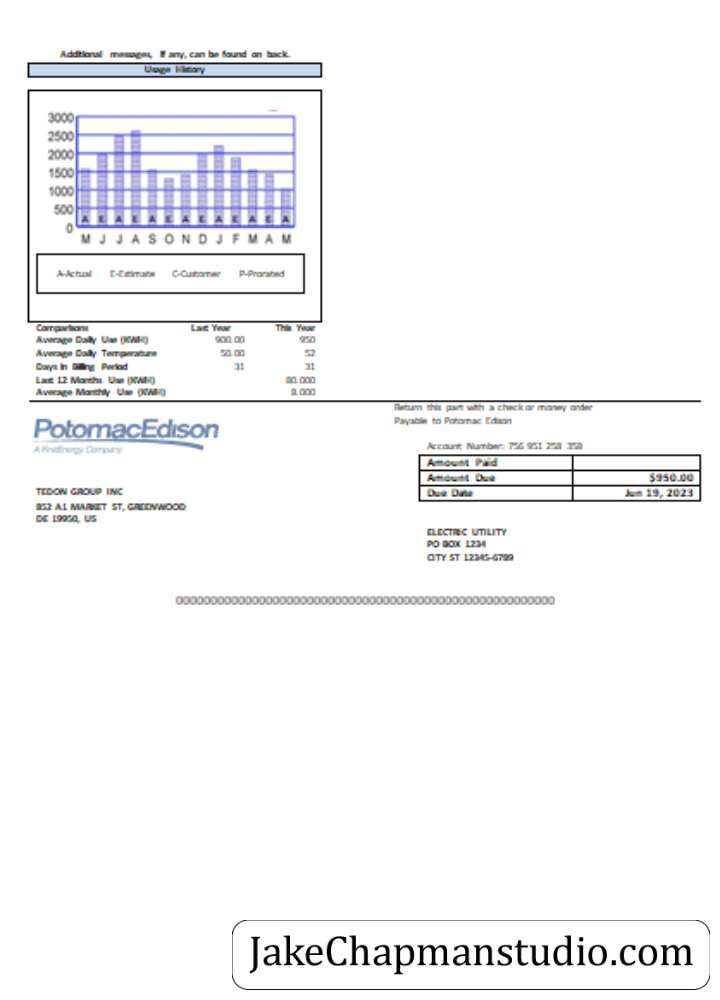 Additional messages, if any, can be found on back.
Usage History
3000
2500
2000
1500
1000
500
0
A E A E A E A E A E A E A
M J J A S O N D J F M A M
A-Actual E-Estimate C-Customer P-Prorated
Comparisons Last Year This Year
Average Daily Use (KWH) 900.00 950
Average Daily Temperature 50.00 52
Days in Billing Period 31 31
Last 12 Months Use (KWH) 80.000
Average Monthly Use (KWH) 8.000
Return this part with a check or money order
Payable to Potomac Edison
PotomacEdison
A FirstEnergy Company
Account Number: 756 951 258 358
Amount Paid
Amount Due $950.00
Due Date Jun 19, 2023
TEDON GROUP INC
852 A1 MARKET ST, GREENWOOD
DE 19950, US
ELECTRIC UTILITY
PO BOX 1234
CITY ST 12345-6789
JakeChapmanstudio.com